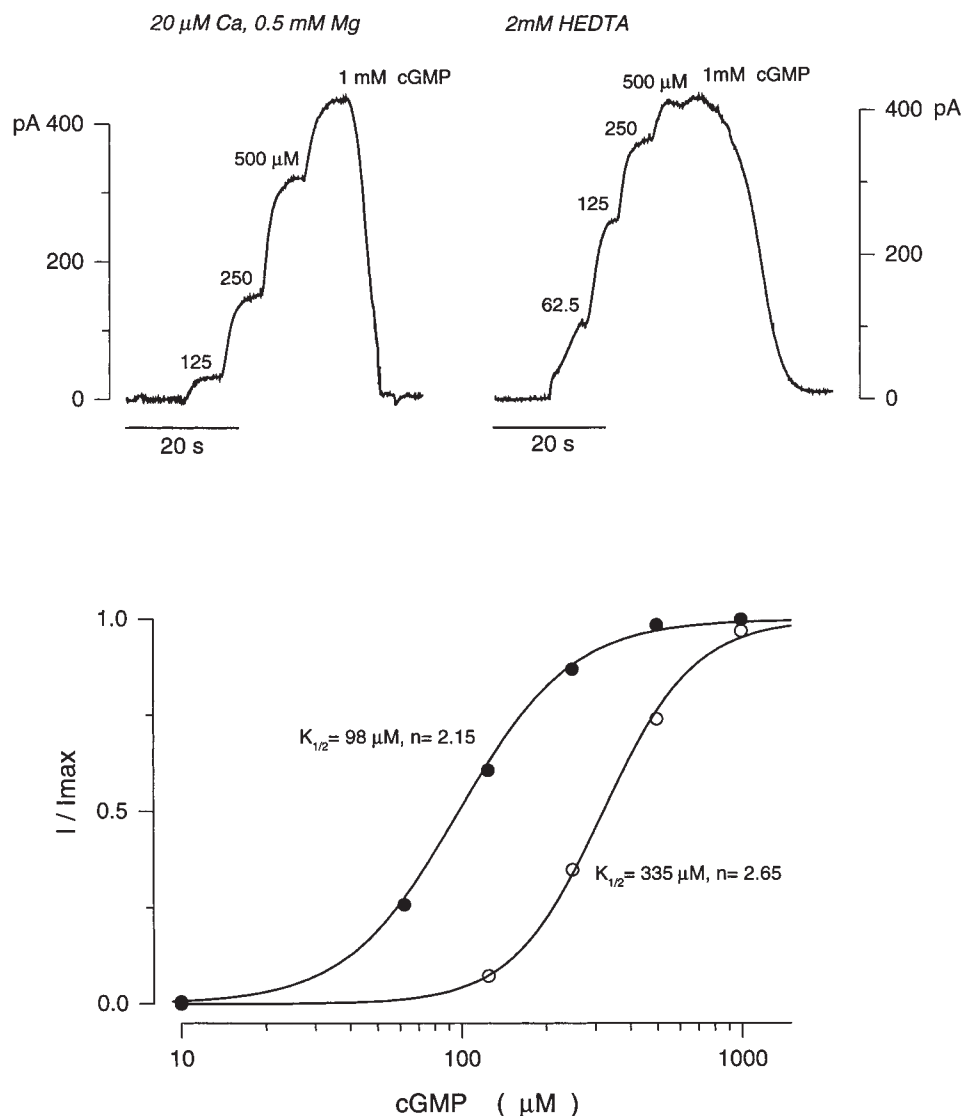 20 μM Ca, 0.5 mM Mg
2mM HEDTA
1 mM cGMP
500 μM
250
125
pA 400
200
0
20 s
500 μM
1mM cGMP
250
125
62.5
400 pA
200
0
20 s
1.0
0.5
0.0
I / Imax
K1/2= 98 μM, n= 2.15
K1/2= 335 μM, n= 2.65
10
100
1000
cGMP ( μM )